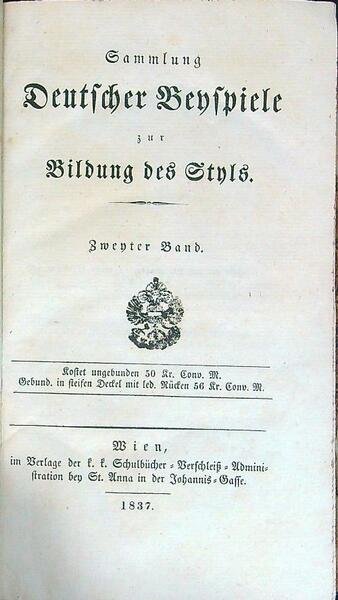 Sammlung
Deutscher Beyspiele
zur
Bildung des Styls.
Zweyter Band.
Kostet ungebunden 50 Kr. Conv. M.
Gebund. in steifen Deckel mit led. Rücken 56 Kr. Conv. M.
Wien,
im Verlage der k. k. Schulbücher-Verschleiß-Admini-
stration bey St. Anna in der Johannis-Gasse.
1837.